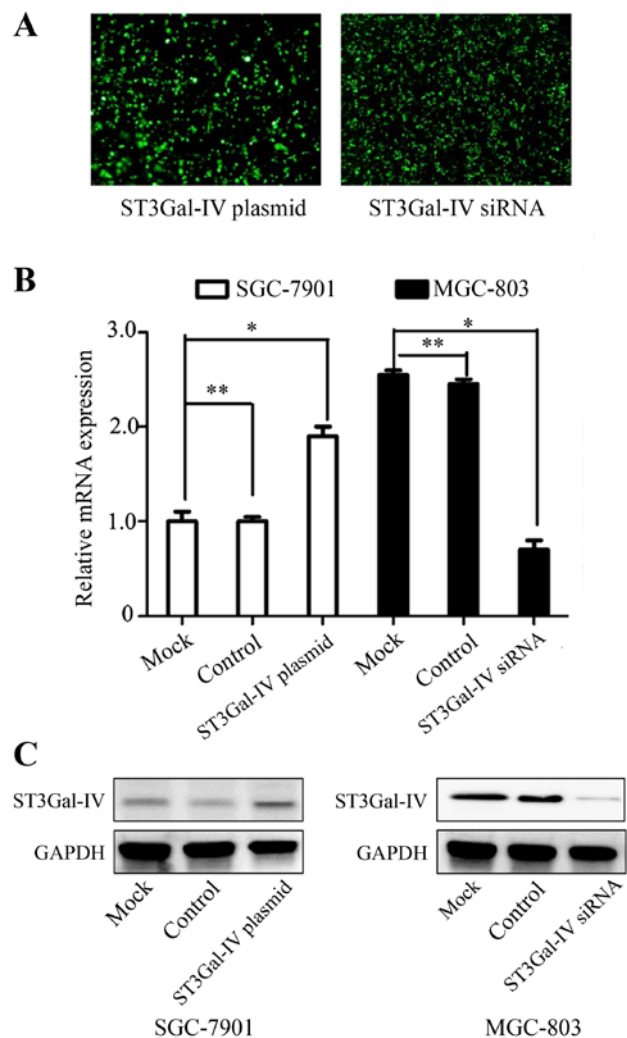 A
ST3Gal-IV plasmid
ST3Gal-IV siRNA
B
SGC-7901
MGC-803
Relative mRNA expression
3.0
2.0
1.0
0
*
**
*
**
Mock
Control
ST3Gal-IV plasmid
Mock
Control
ST3Gal-IV siRNA
C
ST3Gal-IV
GAPDH
Mock
Control
ST3Gal-IV plasmid
SGC-7901
ST3Gal-IV
GAPDH
Mock
Control
ST3Gal-IV siRNA
MGC-803